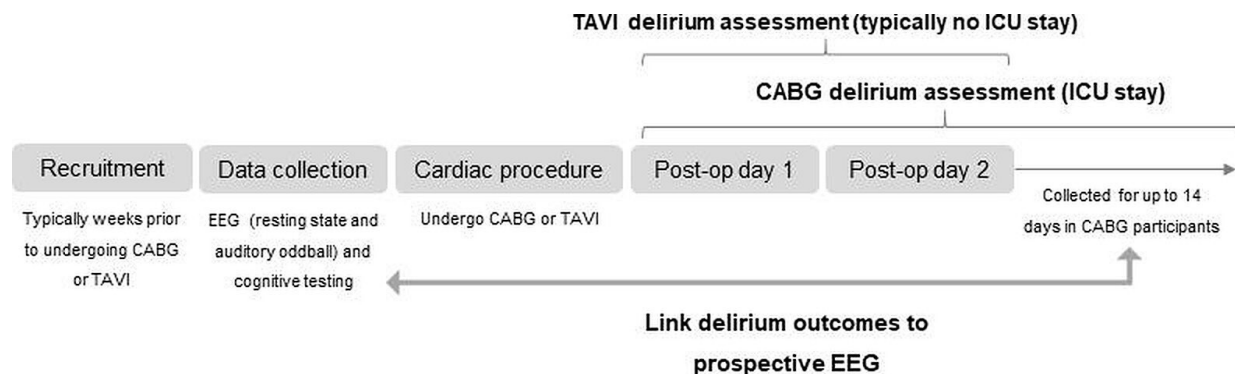 TAVI delirium assessment (typically no ICU stay)
CABG delirium assessment (ICU stay)
Recruitment
Data collection
Cardiac procedure
Post-op day 1
Post-op day 2
Typically weeks prior
to undergoing CABG
or TAVI
EEG (resting state and
auditory oddball) and
cognitive testing
Undergo CABG or TAVI
Collected for up to 14
days in CABG participants
Link delirium outcomes to
prospective EEG